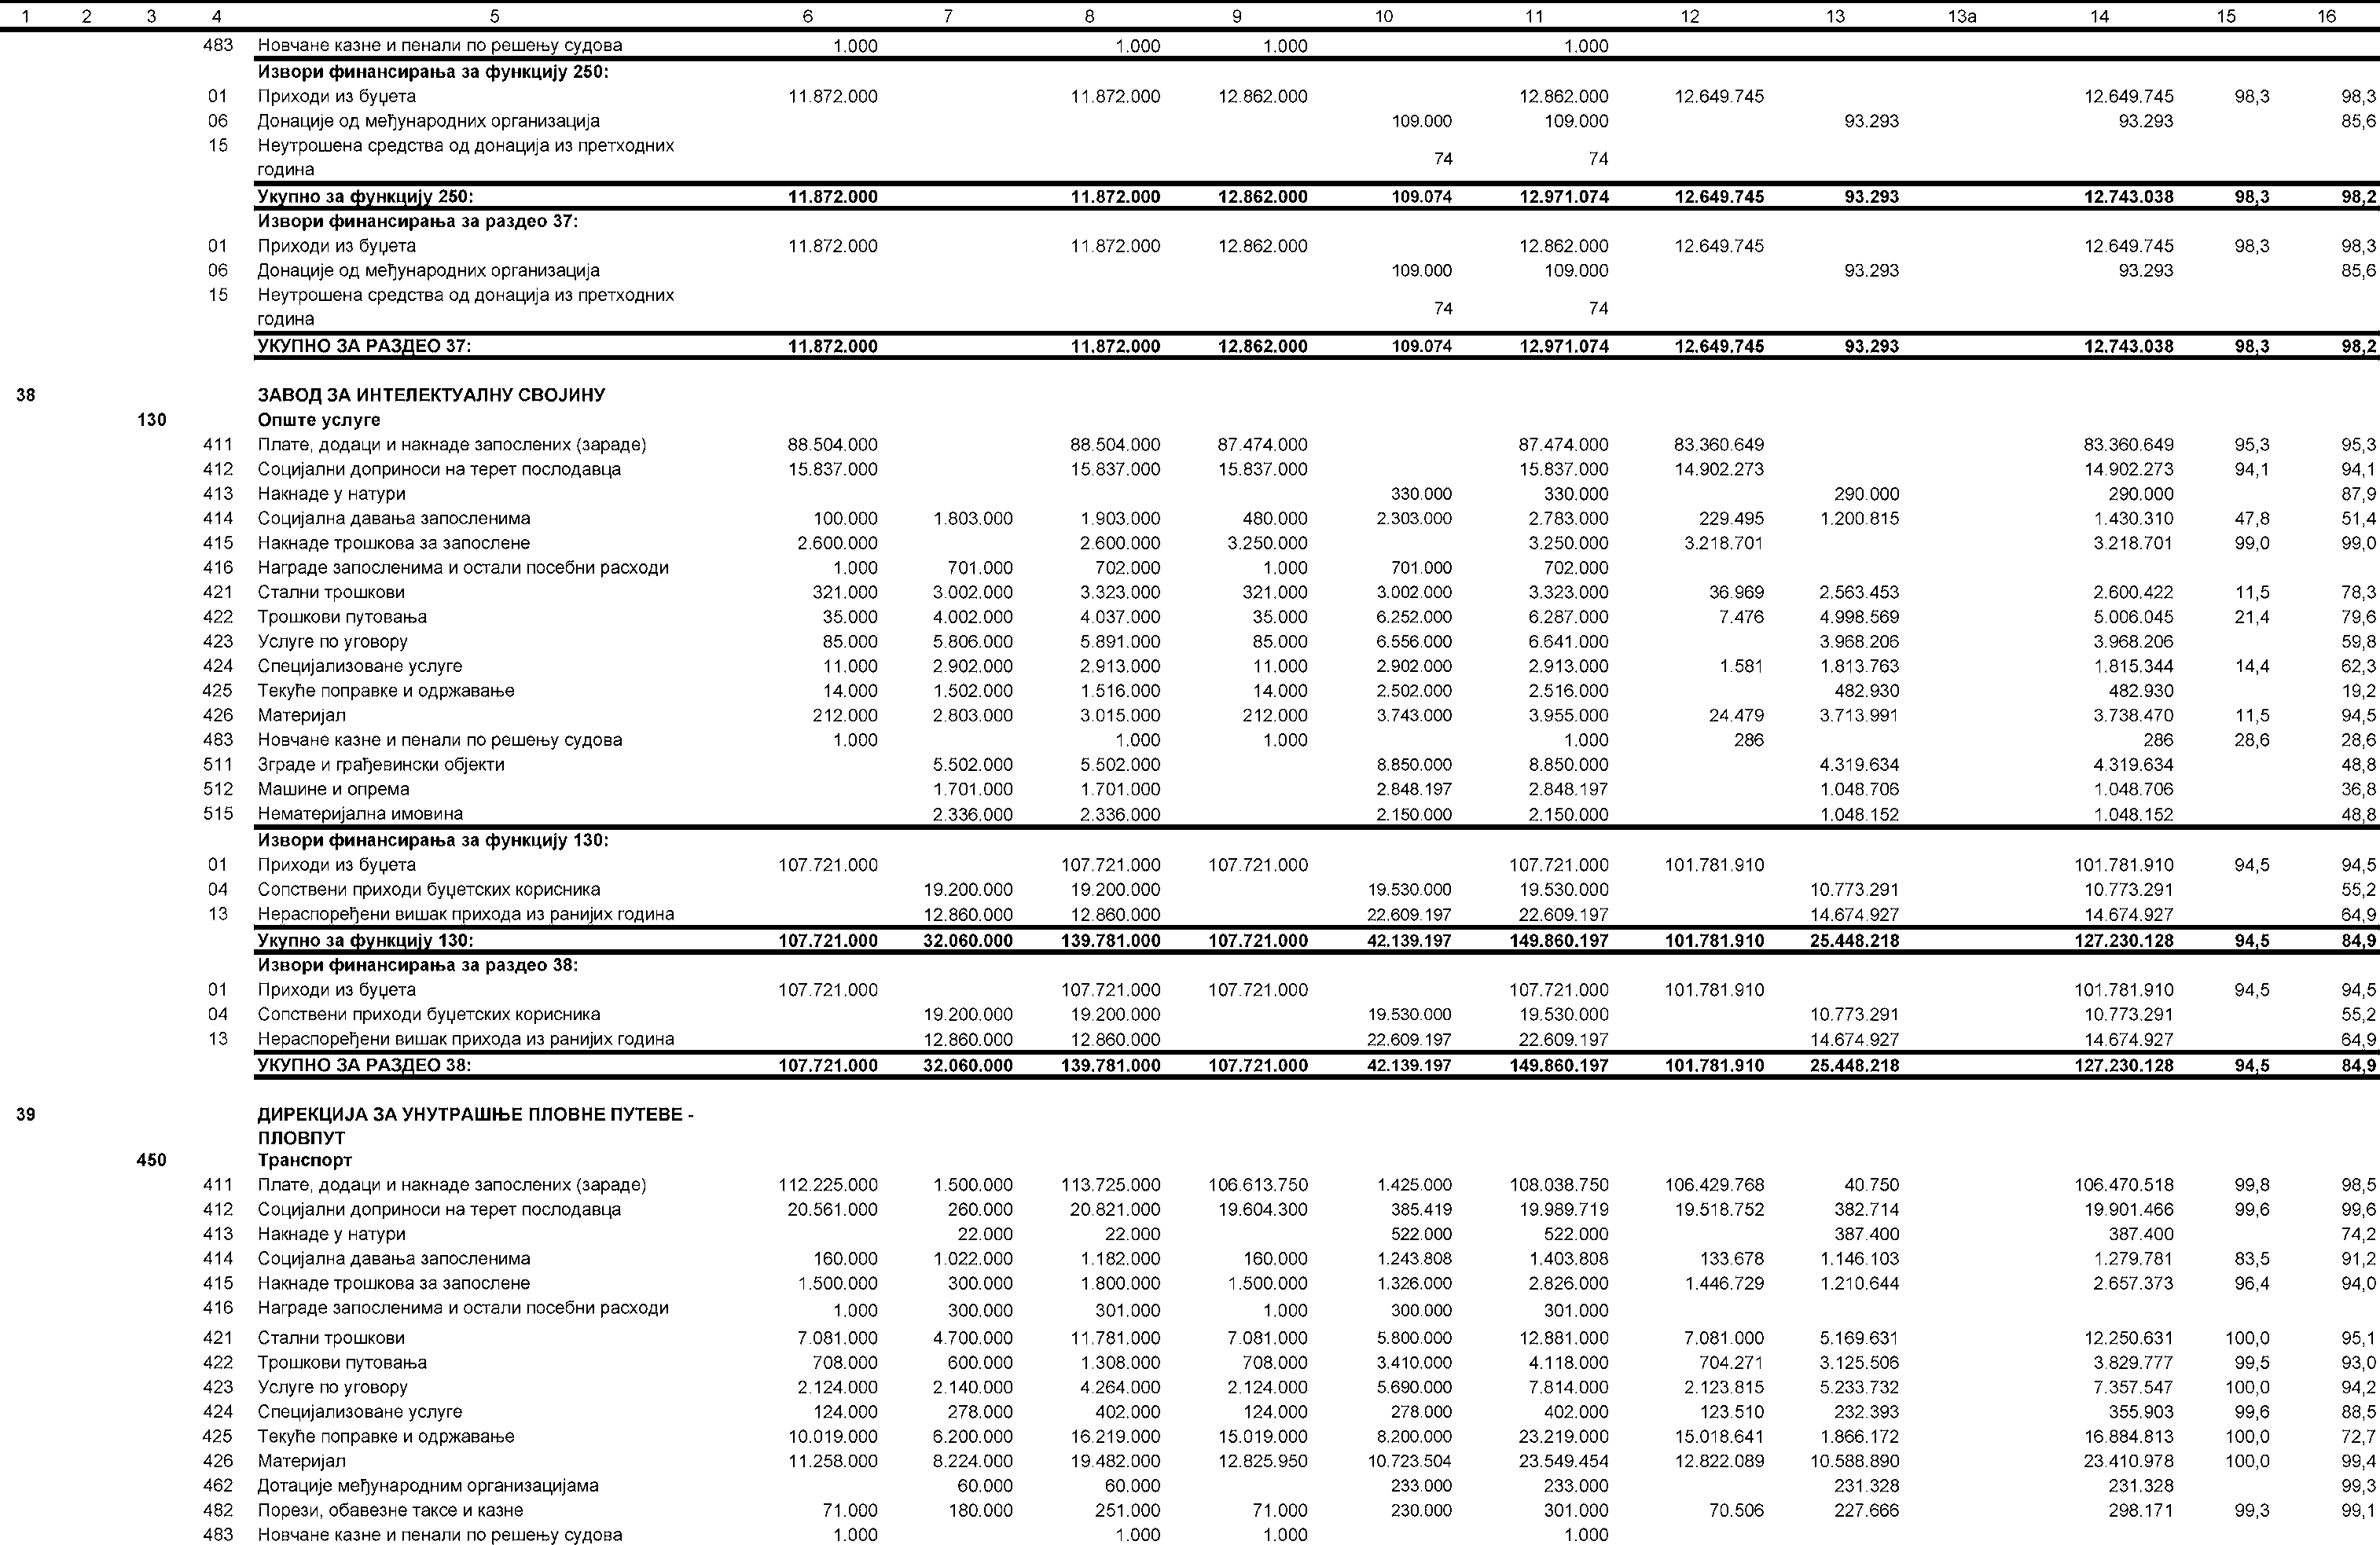 1 2 3 4 5 6 7 8 9 10 11 12 13 13a 14 15 16
483 Новчане казне и пенали по решењу судова 1.000 1.000 1.000 1.000
Извори финансирања за функцију 250:
01 Приходи из буџета 11.872.000 11.872.000 12.862.000 12.862.000 12.649.745 12.649.745 98,3 98,3
06 Донације од међународних организација 109.000 109.000 93.293 93.293 85,6
15 Неутрошена средства од донација из претходних
година 74 74
Укупно за функцију 250: 11.872.000 11.872.000 12.862.000 109.074 12.971.074 12.649.745 93.293 12.743.038 98,3 98,2
Извори финансирања за раздео 37:
01 Приходи из буџета 11.872.000 11.872.000 12.862.000 12.862.000 12.649.745 12.649.745 98,3 98,3
06 Донације од међународних организација 109.000 109.000 93.293 93.293 85,6
15 Неутрошена средства од донација из претходних
година 74 74
УКУПНО ЗА РАЗДЕО 37: 11.872.000 11.872.000 12.862.000 109.074 12.971.074 12.649.745 93.293 12.743.038 98,3 98,2
38 ЗАВОД ЗА ИНТЕЛЕКТУАЛНУ СВОЈИНУ
130 Опште услуге
411 Плате, додаци и накнаде запослених (зараде) 88.504.000 88.504.000 87.474.000 87.474.000 83.360.649 83.360.649 95,3 95,3
412 Социјални доприноси на терет послодавца 15.837.000 15.837.000 15.837.000 15.837.000 14.902.273 14.902.273 94,1 94,1
413 Накнаде у натури 330.000 330.000 290.000 290.000 87,9
414 Социјална давања запосленима 100.000 1.803.000 1.903.000 480.000 2.303.000 2.783.000 229.495 1.200.815 1.430.310 47,8 51,4
415 Накнаде трошкова за запослене 2.600.000 2.600.000 3.250.000 3.250.000 3.218.701 3.218.701 99,0 99,0
416 Награде запосленима и остали посебни расходи 1.000 701.000 702.000 1.000 701.000 702.000
421 Стални трошкови 321.000 3.002.000 3.323.000 321.000 3.002.000 3.323.000 36.969 2.563.453 2.600.422 11,5 78,3
422 Трошкови путовања 35.000 4.002.000 4.037.000 35.000 6.252.000 6.287.000 7.476 4.998.569 5.006.045 21,4 79,6
423 Услуге по уговору 85.000 5.806.000 5.891.000 85.000 6.556.000 6.641.000 3.968.206 3.968.206 59,8
424 Специјализоване услуге 11.000 2.902.000 2.913.000 11.000 2.902.000 2.913.000 1.581 1.813.763 1.815.344 14,4 62,3
425 Текуће поправке и одржавање 14.000 1.502.000 1.516.000 14.000 2.502.000 2.516.000 482.930 482.930 19,2
426 Материјал 212.000 2.803.000 3.015.000 212.000 3.743.000 3.955.000 24.479 3.713.991 3.738.470 11,5 94,5
483 Новчане казне и пенали по решењу судова 1.000 1.000 1.000 1.000 286 286 28,6 28,6
511 Зграде и грађевински објекти 5.502.000 5.502.000 8.850.000 8.850.000 4.319.634 4.319.634 48,8
512 Машине и опрема 1.701.000 1.701.000 2.848.197 2.848.197 1.048.706 1.048.706 36,8
515 Нематеријална имовина 2.336.000 2.336.000 2.150.000 2.150.000 1.048.152 1.048.152 48,8
Извори финансирања за функцију 130:
01 Приходи из буџета 107.721.000 107.721.000 107.721.000 107.721.000 101.781.910 101.781.910 94,5 94,5
04 Сопствени приходи буџетских корисника 19.200.000 19.200.000 19.530.000 19.530.000 10.773.291 10.773.291 55,2
13 Нераспоређени вишак прихода из ранијих година 12.860.000 12.860.000 22.609.197 22.609.197 14.674.927 14.674.927 64,9
Укупно за функцију 130: 107.721.000 32.060.000 139.781.000 107.721.000 42.139.197 149.860.197 101.781.910 25.448.218 127.230.128 94,5 84,9
Извори финансирања за раздео 38:
01 Приходи из буџета 107.721.000 107.721.000 107.721.000 107.721.000 101.781.910 101.781.910 94,5 94,5
04 Сопствени приходи буџетских корисника 19.200.000 19.200.000 19.530.000 19.530.000 10.773.291 10.773.291 55,2
13 Нераспоређени вишак прихода из ранијих година 12.860.000 12.860.000 22.609.197 22.609.197 14.674.927 14.674.927 64,9
УКУПНО ЗА РАЗДЕО 38: 107.721.000 32.060.000 139.781.000 107.721.000 42.139.197 149.860.197 101.781.910 25.448.218 127.230.128 94,5 84,9
39 ДИРЕКЦИЈА ЗА УНУТРАШЊЕ ПЛОВНЕ ПУТЕВЕ -
ПЛОВПУТ
450 Транспорт
411 Плате, додаци и накнаде запослених (зараде) 112.225.000 1.500.000 113.725.000 106.613.750 1.425.000 108.038.750 106.429.768 40.750 106.470.518 99,8 98,5
412 Социјални доприноси на терет послодавца 20.561.000 260.000 20.821.000 19.604.300 385.419 19.989.719 19.518.752 382.714 19.901.466 99,6 99,6
413 Накнаде у натури 22.000 22.000 522.000 522.000 387.400 387.400 74,2
414 Социјална давања запосленима 160.000 1.022.000 1.182.000 160.000 1.243.808 1.403.808 133.678 1.146.103 1.279.781 83,5 91,2
415 Накнаде трошкова за запослене 1.500.000 300.000 1.800.000 1.500.000 1.326.000 2.826.000 1.446.729 1.210.644 2.657.373 96,4 94,0
416 Награде запосленима и остали посебни расходи 1.000 300.000 301.000 1.000 300.000 301.000
421 Стални трошкови 7.081.000 4.700.000 11.781.000 7.081.000 5.800.000 12.881.000 7.081.000 5.169.631 12.250.631 100,0 95,1
422 Трошкови путовања 708.000 600.000 1.308.000 708.000 3.410.000 4.118.000 704.271 3.125.506 3.829.777 99,5 93,0
423 Услуге по уговору 2.124.000 2.140.000 4.264.000 2.124.000 5.690.000 7.814.000 2.123.815 5.233.732 7.357.547 100,0 94,2
424 Специјализоване услуге 124.000 278.000 402.000 124.000 278.000 402.000 123.510 232.393 355.903 99,6 88,5
425 Текуће поправке и одржавање 10.019.000 6.200.000 16.219.000 15.019.000 8.200.000 23.219.000 15.018.641 1.866.172 16.884.813 100,0 72,7
426 Материјал 11.258.000 8.224.000 19.482.000 12.825.950 10.723.504 23.549.454 12.822.089 10.588.890 23.410.978 100,0 99,4
462 Дотације међународним организацијама 60.000 60.000 233.000 233.000 231.328 231.328 99,3
482 Порези, обавезне таксе и казне 71.000 180.000 251.000 71.000 230.000 301.000 70.506 227.666 298.171 99,3 99,1
483 Новчане казне и пенали по решењу судова 1.000 1.000 1.000 1.000